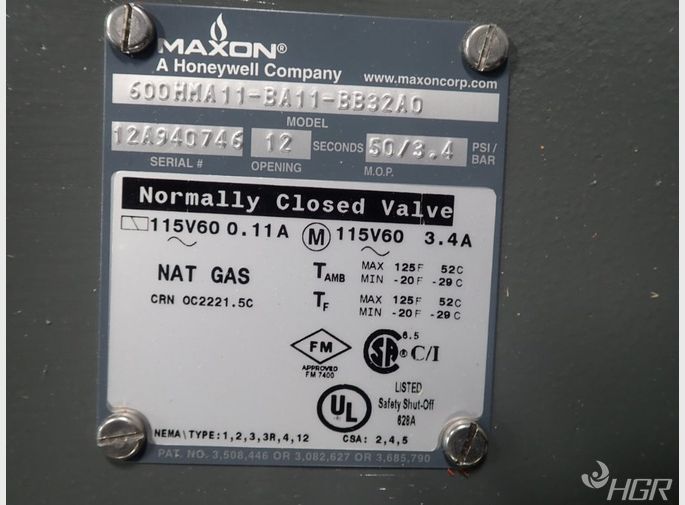 MAXON®
A Honeywell Company
www.maxoncorp.com
600HMA11-BA11-BB32A0
MODEL
12A940746 12 SECONDS 50/3.4 PSI/BAR
SERIAL # OPENING M.O.P.
Normally Closed Valve
115V60 0.11A M 115V60 3.4A
NAT GAS
CRN OC2221.5C
TAMB MAX 125F 52C
MIN -20F -29C
TF MAX 125F 52C
MIN -20F -29C
FM
APPROVED
FM 7400
6.5
SA ® C/I
UL
LISTED
Safety Shut-Off
628A
NEMA\TYPE:1,2,3,3R,4,12 CSA: 2,4,5
PAT. NO. 3,508,446 OR 3,082,627 OR 3,685,790
HGR